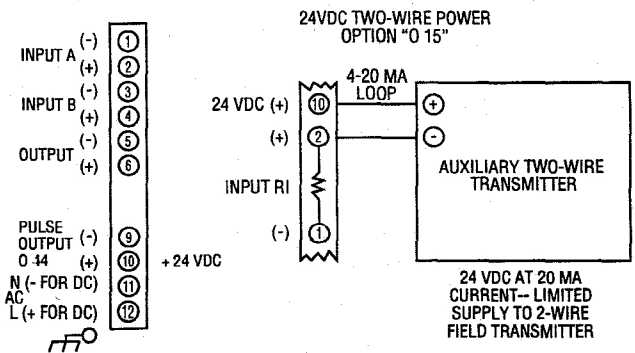 24VDC TWO-WIRE POWER
OPTION "O 15"
INPUT A
(-) 1
(+) 2
INPUT B
(-) 3
(+) 4
OUTPUT
(-) 5
(+) 6
PULSE
OUTPUT (-) 9
O 44 (+) 10 + 24 VDC
N (- FOR DC) 11
AC
L (+ FOR DC) 12
4-20 MA
LOOP
24 VDC (+) 10 +
(+) 2 -
INPUT RI
(-) 1
AUXILIARY TWO-WIRE
TRANSMITTER
24 VDC AT 20 MA
CURRENT-- LIMITED
SUPPLY TO 2-WIRE
FIELD TRANSMITTER